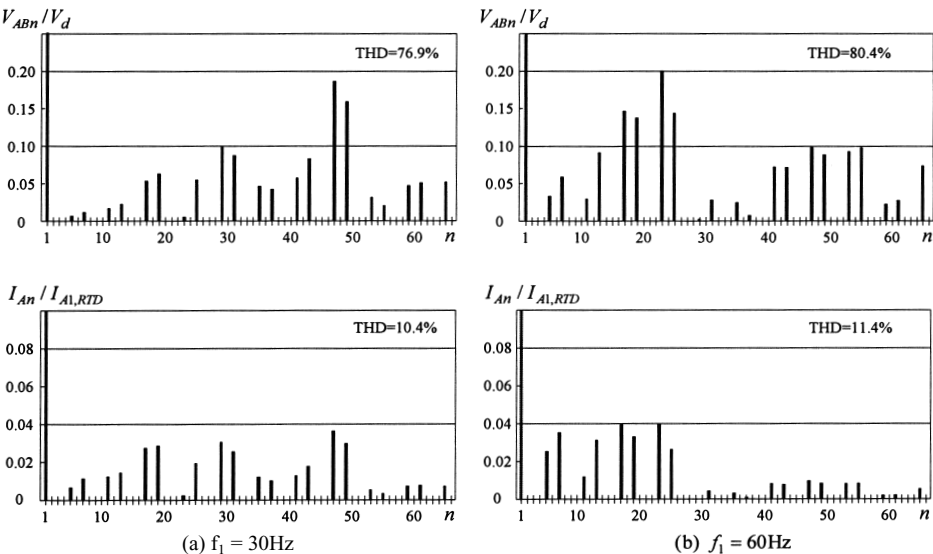 V_ABn / V_d
THD=76.9%
0.20
0.15
0.10
0.05
0
1 10 20 30 40 50 60 n
V_ABn / V_d
THD=80.4%
0.20
0.15
0.10
0.05
0
1 10 20 30 40 50 60 n
I_An / I_A1,RTD
THD=10.4%
0.08
0.06
0.04
0.02
0
1 10 20 30 40 50 60 n
(a) f₁ = 30Hz
I_An / I_A1,RTD
THD=11.4%
0.08
0.06
0.04
0.02
0
1 10 20 30 40 50 60 n
(b) f₁ = 60Hz